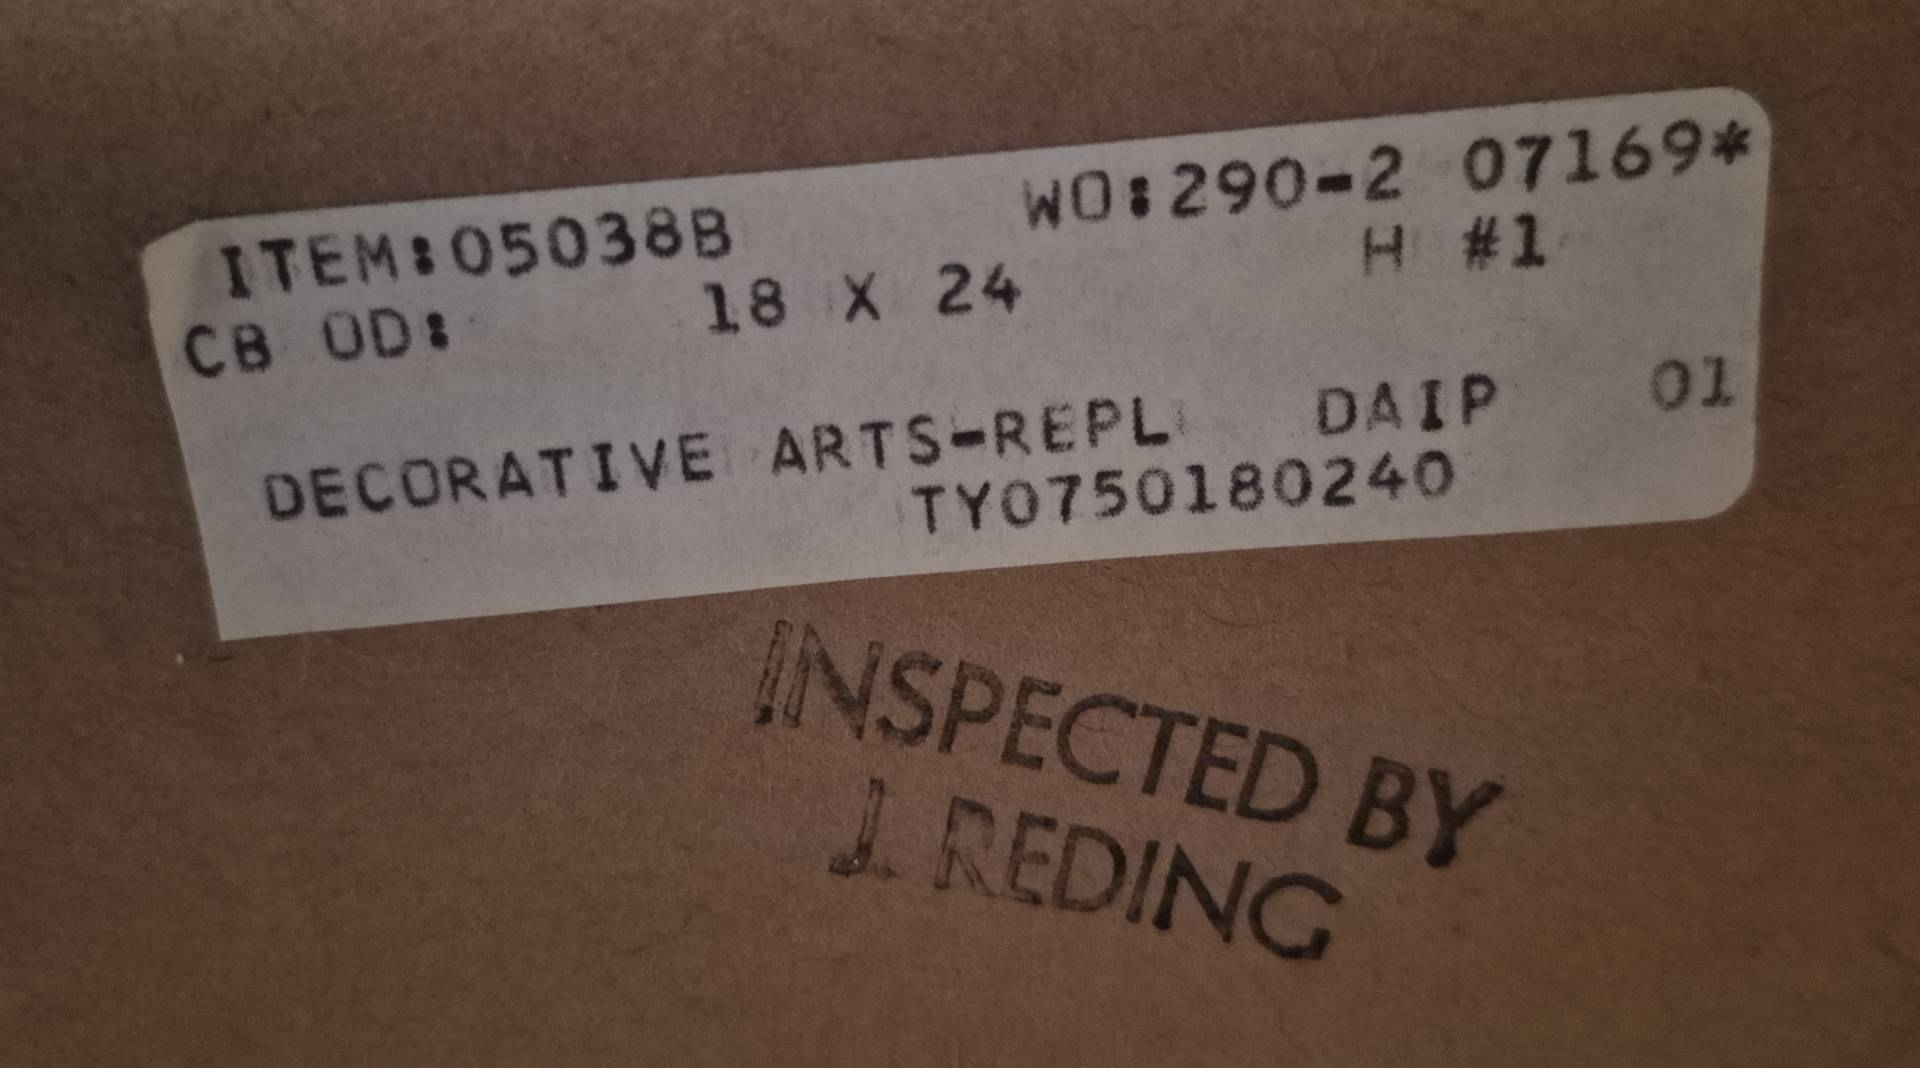 ITEM:05038B WO:290-2 07169*
CB OD: 18 X 24 H #1
DECORATIVE ARTS-REPL DAIP 01
TY0750180240
INSPECTED BY
J. REDING